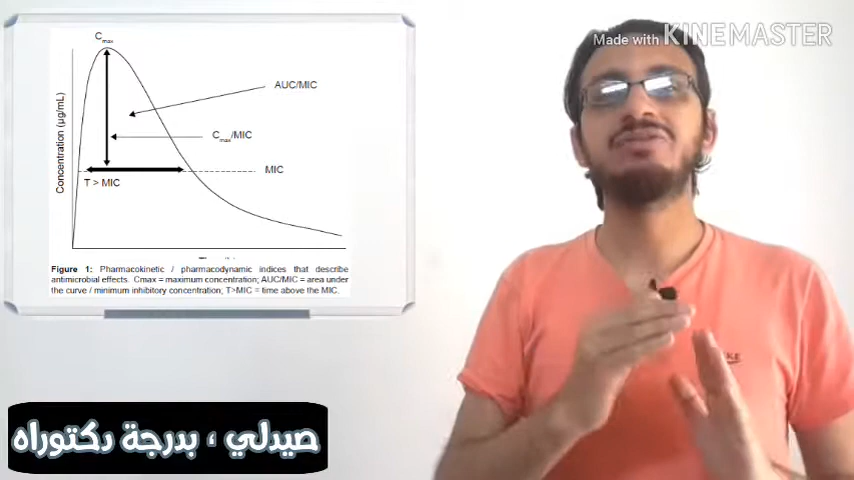 Made with KINEMASTER
C max
AUC/MIC
C max/MIC
MIC
T > MIC
Concentration (µg/mL)
Figure 1: Pharmacokinetic / pharmacodynamic indices that describe
antimicrobial effects. Cmax = maximum concentration; AUC/MIC = area under
the curve / minimum inhibitory concentration; T>MIC = time above the MIC.
صيدلي ، بدرجة دكتوراه